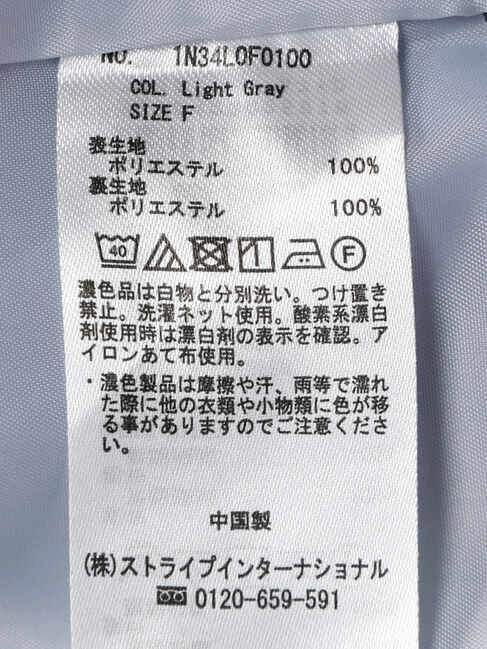 NO. 1N34L0F0100
COL. Light Gray
SIZE F
表生地
ポリエステル 100%
裏生地
ポリエステル 100%
40 F
濃色品は白物と分別洗い。つけ置き
禁止。洗濯ネット使用。酸素系漂白
剤使用時は漂白剤の表示を確認。ア
イロンあて布使用。
・濃色製品は摩擦や汗、雨等で濡れ
た際に他の衣類や小物類に色が移
る事がありますのでご注意くださ
い。
中国製
(株)ストライプインターナショナル
0120-659-591